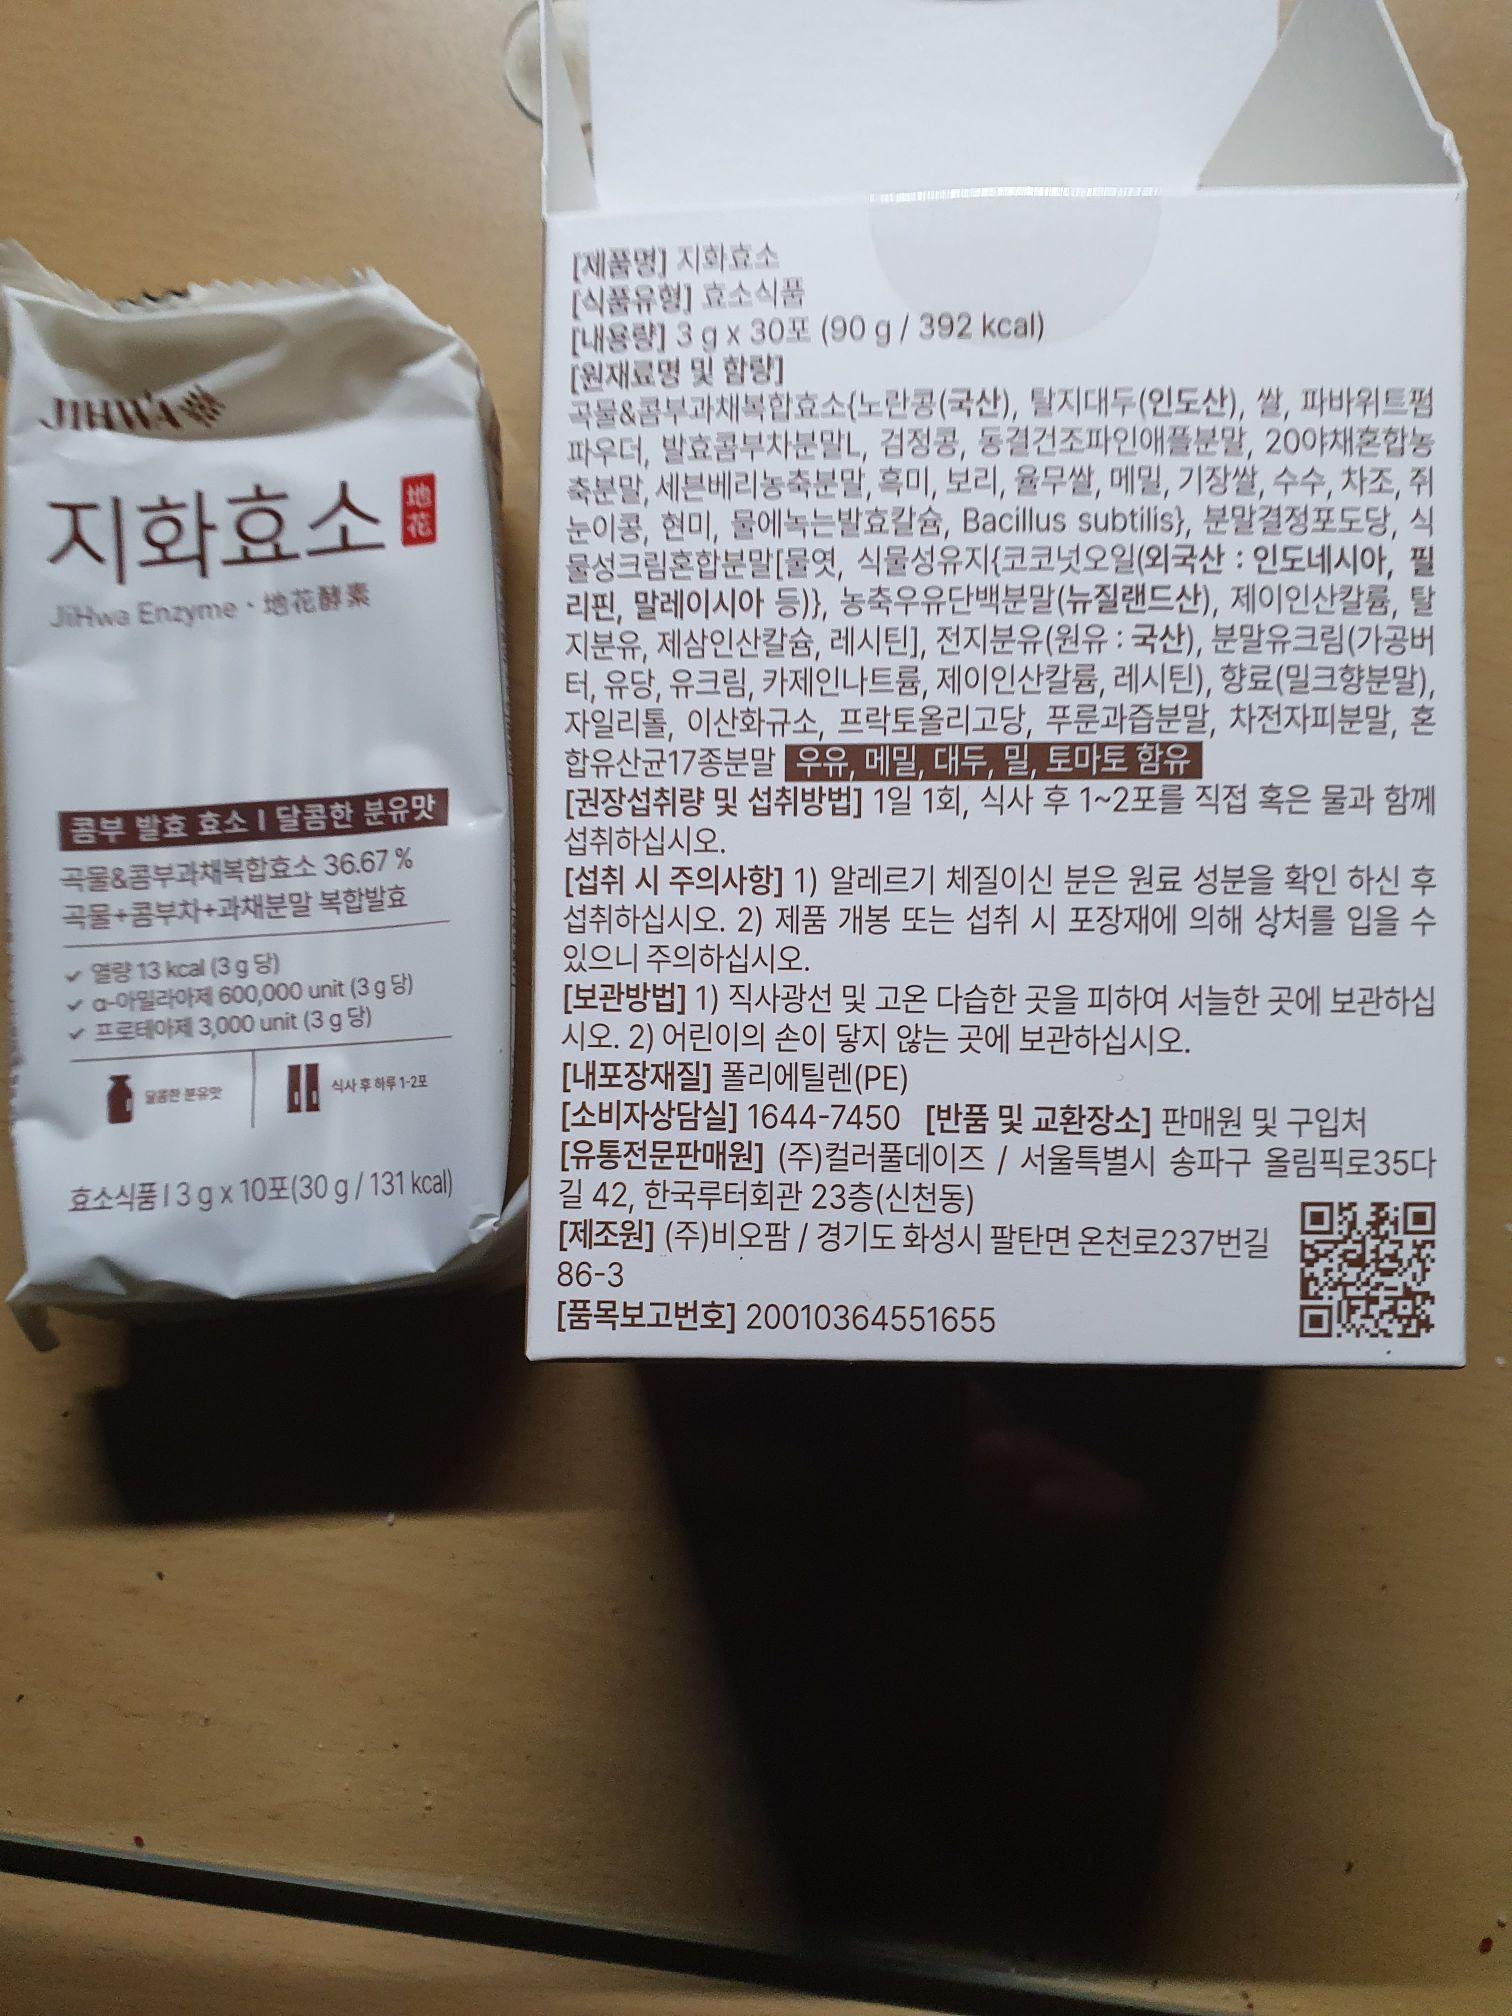 JIHWA
지화효소
地花
JiHwa Enzyme · 地花酵素
콤부 발효 효소 | 달콤한 분유맛
곡물&콤부과채복합효소 36.67 %
곡물+콤부차+과채분말 복합발효
✓ 열량 13 kcal (3 g 당)
✓ α-아밀라아제 600,000 unit (3 g 당)
✓ 프로테아제 3,000 unit (3 g 당)
달콤한 분유맛
식사 후 하루 1-2포
효소식품 | 3 g x 10포(30 g / 131 kcal)
[제품명] 지화효소
[식품유형] 효소식품
[내용량] 3 g x 30포 (90 g / 392 kcal)
[원재료명 및 함량]
곡물&콤부과채복합효소{노란콩(국산), 탈지대두(인도산), 쌀, 파바위트펌
파우더, 발효콤부차분말L, 검정콩, 동결건조파인애플분말, 20야채혼합농
축분말, 세븐베리농축분말, 흑미, 보리, 율무쌀, 메밀, 기장쌀, 수수, 차조, 쥐
눈이콩, 현미, 물에녹는발효칼슘, Bacillus subtilis}, 분말결정포도당, 식
물성크림혼합분말[물엿, 식물성유지{코코넛오일(외국산 : 인도네시아, 필
리핀, 말레이시아 등)}, 농축우유단백분말(뉴질랜드산), 제이인산칼륨, 탈
지분유, 제삼인산칼슘, 레시틴], 전지분유(원유 : 국산), 분말유크림(가공버
터, 유당, 유크림, 카제인나트륨, 제이인산칼륨, 레시틴), 향료(밀크향분말),
자일리톨, 이산화규소, 프락토올리고당, 푸룬과즙분말, 차전자피분말, 혼
합유산균17종분말 우유, 메밀, 대두, 밀, 토마토 함유
[권장섭취량 및 섭취방법] 1일 1회, 식사 후 1~2포를 직접 혹은 물과 함께
섭취하십시오.
[섭취 시 주의사항] 1) 알레르기 체질이신 분은 원료 성분을 확인 하신 후
섭취하십시오. 2) 제품 개봉 또는 섭취 시 포장재에 의해 상처를 입을 수
있으니 주의하십시오.
[보관방법] 1) 직사광선 및 고온 다습한 곳을 피하여 서늘한 곳에 보관하십
시오. 2) 어린이의 손이 닿지 않는 곳에 보관하십시오.
[내포장재질] 폴리에틸렌(PE)
[소비자상담실] 1644-7450 [반품 및 교환장소] 판매원 및 구입처
[유통전문판매원] (주)컬러풀데이즈 / 서울특별시 송파구 올림픽로35다
길 42, 한국루터회관 23층(신천동)
[제조원] (주)비오팜 / 경기도 화성시 팔탄면 온천로237번길
86-3
[품목보고번호] 20010364551655